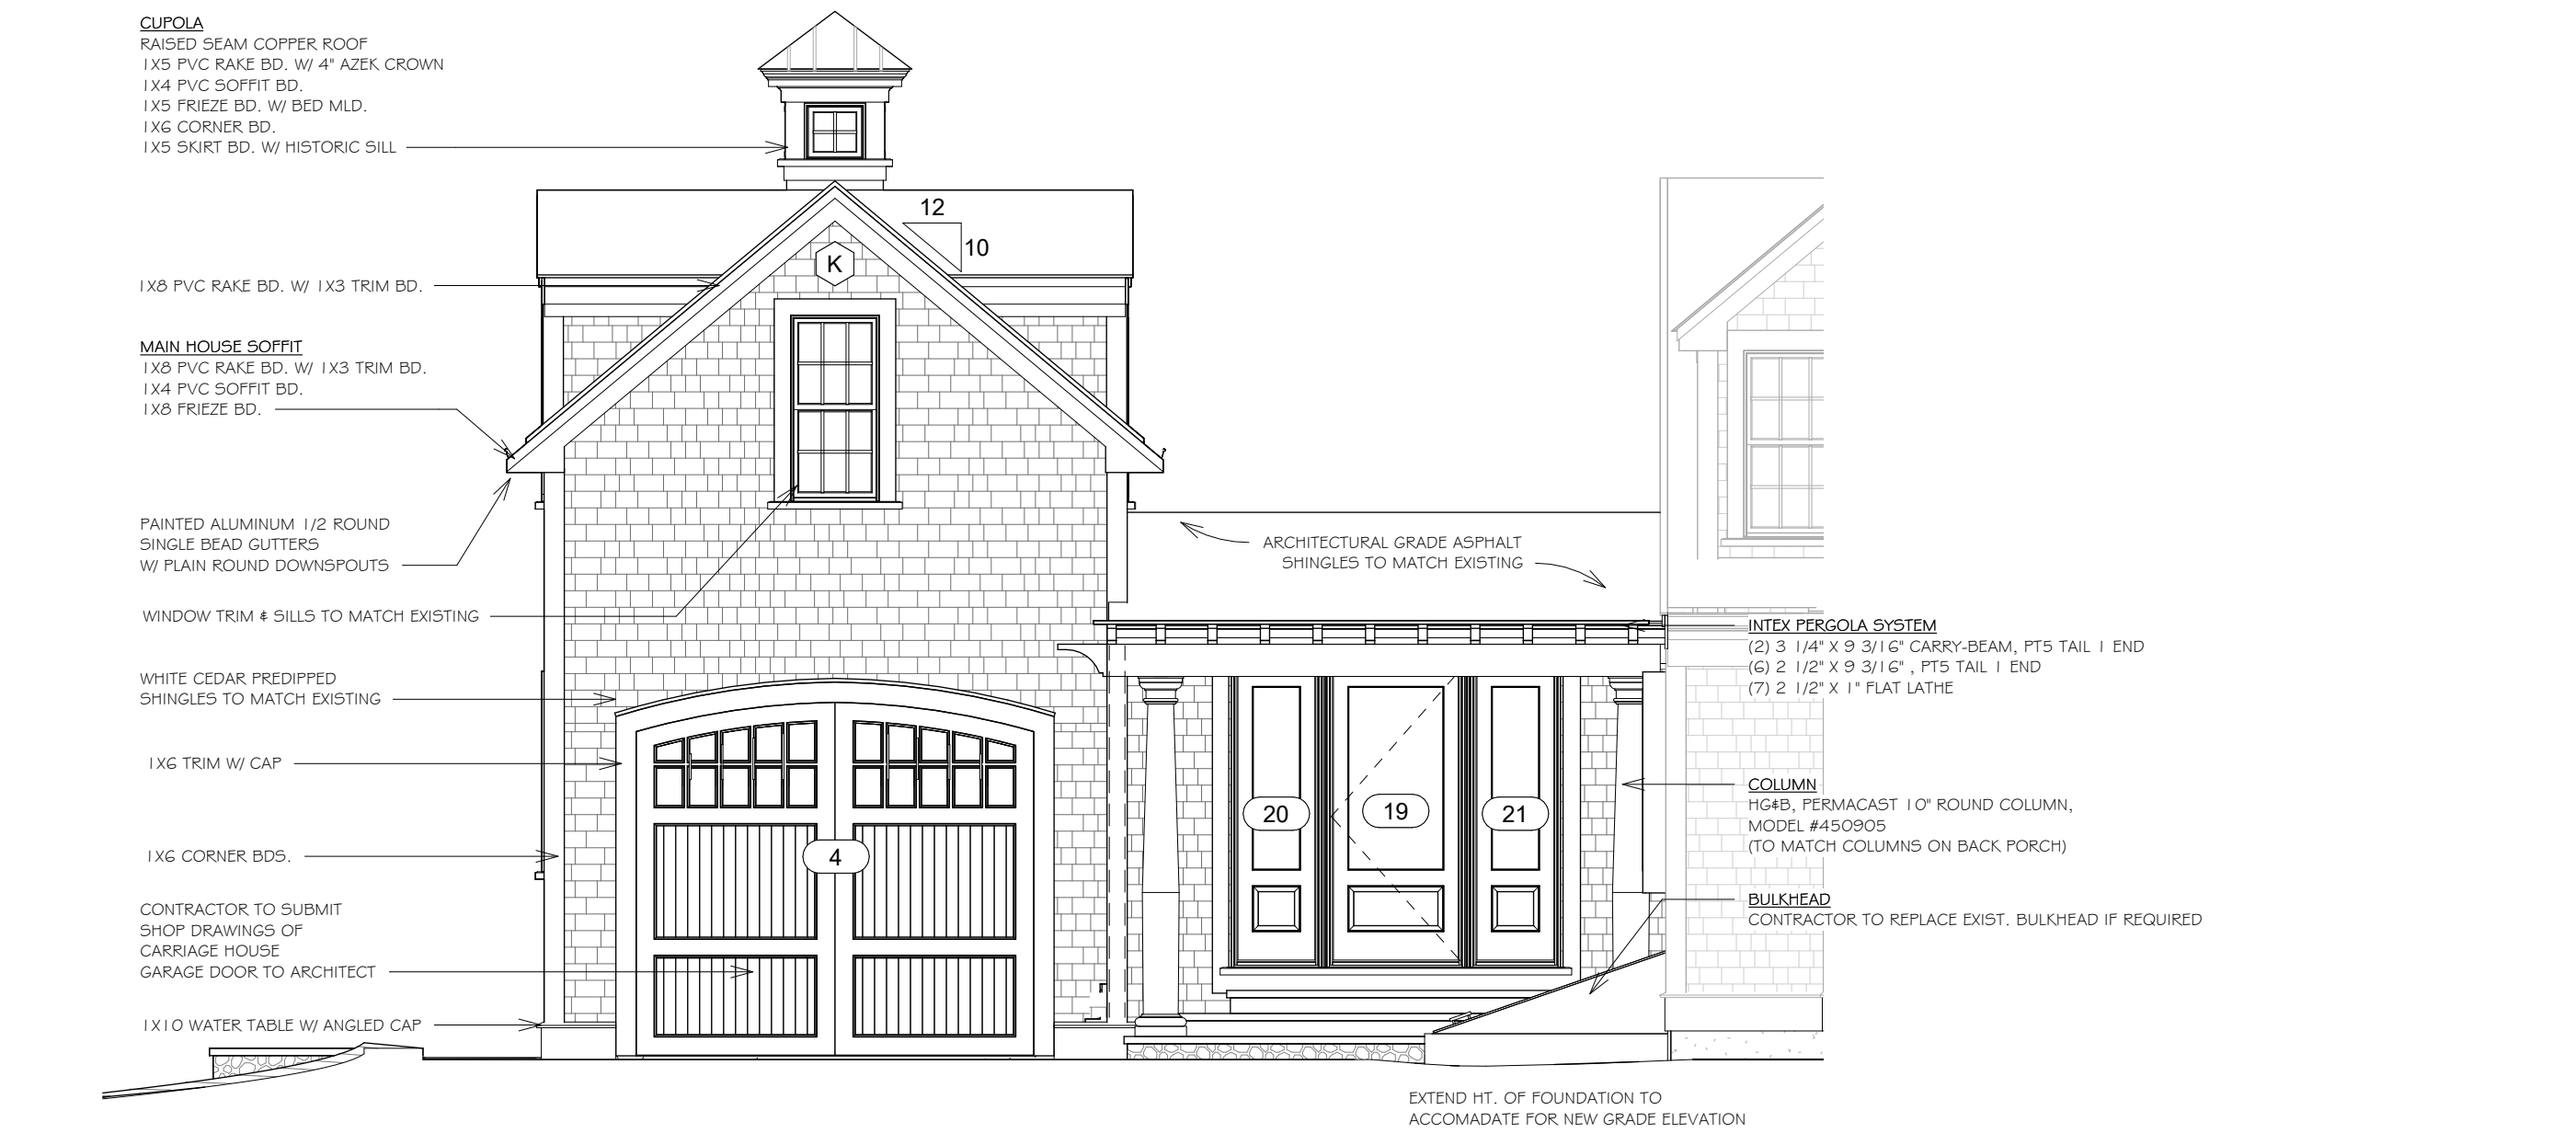 CUPOLA
RAISED SEAM COPPER ROOF
1X5 PVC RAKE BD. W/ 4" AZEK CROWN
1X4 PVC SOFFIT BD.
1X5 FRIEZE BD. W/ BED MLD.
1X6 CORNER BD.
1X5 SKIRT BD. W/ HISTORIC SILL
12
10
K
1X8 PVC RAKE BD. W/ 1X3 TRIM BD.
MAIN HOUSE SOFFIT
1X8 PVC RAKE BD. W/ 1X3 TRIM BD.
1X4 PVC SOFFIT BD.
1X8 FRIEZE BD.
PAINTED ALUMINUM 1/2 ROUND
SINGLE BEAD GUTTERS
W/ PLAIN ROUND DOWNSPOUTS
ARCHITECTURAL GRADE ASPHALT
SHINGLES TO MATCH EXISTING
WINDOW TRIM & SILLS TO MATCH EXISTING
INTEX PERGOLA SYSTEM
(2) 3 1/4" X 9 3/16" CARRY-BEAM, PT5 TAIL 1 END
(6) 2 1/2" X 9 3/16" , PT5 TAIL 1 END
(7) 2 1/2" X 1" FLAT LATHE
WHITE CEDAR PREDIPPED
SHINGLES TO MATCH EXISTING
1X6 TRIM W/ CAP
COLUMN
HG&B, PERMACAST 10" ROUND COLUMN,
MODEL #450905
(TO MATCH COLUMNS ON BACK PORCH)
20
19
21
4
1X6 CORNER BDS.
BULKHEAD
CONTRACTOR TO REPLACE EXIST. BULKHEAD IF REQUIRED
CONTRACTOR TO SUBMIT
SHOP DRAWINGS OF
CARRIAGE HOUSE
GARAGE DOOR TO ARCHITECT
1X10 WATER TABLE W/ ANGLED CAP
EXTEND HT. OF FOUNDATION TO
ACCOMADATE FOR NEW GRADE ELEVATION